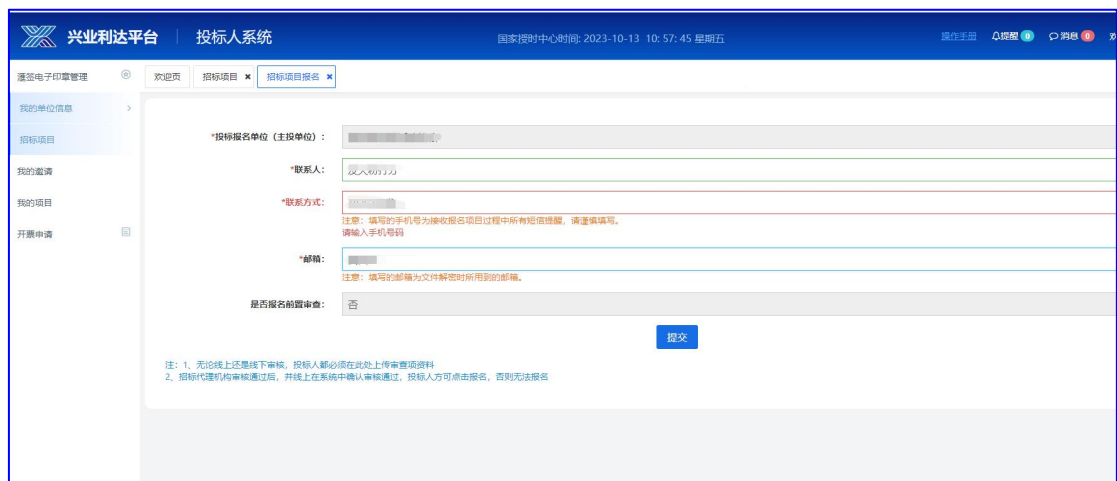 兴业利达平台 投标人系统 国家授时中心时间: 2023-10-13 10: 57: 45 星期五 操作手册 提醒 0 消息 0
电子印章管理 欢迎页 招标项目 × 招标项目报名 ×
我的单位信息 >
招标项目
我的邀请
我的项目
开票申请
*投标报名单位（主投单位）：
*联系人：
*联系方式：
注意：填写的手机号为接收报名项目过程中所有短信提醒，请谨慎填写。
请输入手机号码
*邮箱：
注意：填写的邮箱为文件解密时所用到的邮箱。
是否报名前置审查： 否
提交
注：1、无论线上还是线下审核，投标人都必须在此处上传审查项资料
2、招标代理机构审核通过后，并线上在系统中确认审核通过，投标人方可点击报名，否则无法报名